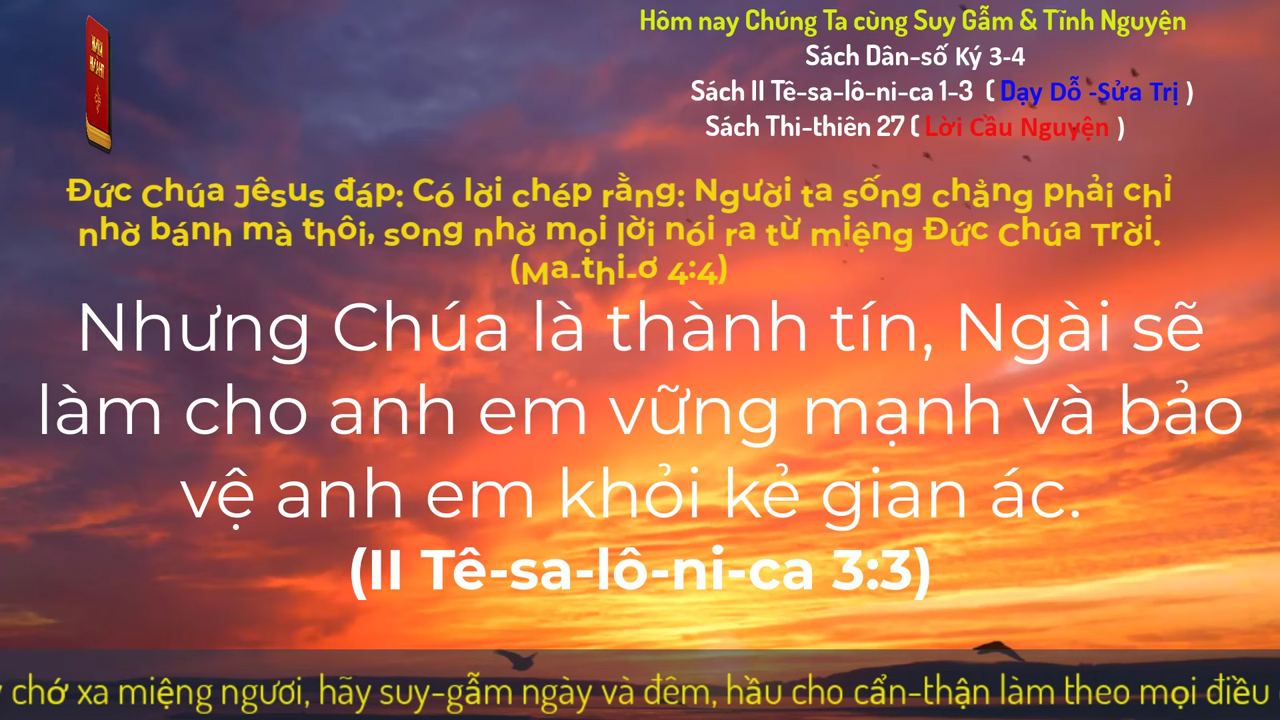 Hôm nay Chúng Ta cùng Suy Gẫm & Tĩnh Nguyện
Sách Dân-số Ký 3-4
Sách II Tê-sa-lô-ni-ca 1-3 ( Dạy Dỗ -Sửa Trị )
Sách Thi-thiên 27 ( Lời Cầu Nguyện )
Đức Chúa Jêsus đáp: Có lời chép rằng: Người ta sống chẳng phải chỉ
nhờ bánh mà thôi, song nhờ mọi lời nói ra từ miệng Đức Chúa Trời.
(Ma-thi-ơ 4:4)
Nhưng Chúa là thành tín, Ngài sẽ
làm cho anh em vững mạnh và bảo
vệ anh em khỏi kẻ gian ác.
(II Tê-sa-lô-ni-ca 3:3)
chớ xa miệng ngươi, hãy suy-gẫm ngày và đêm, hầu cho cẩn-thận làm theo mọi điều